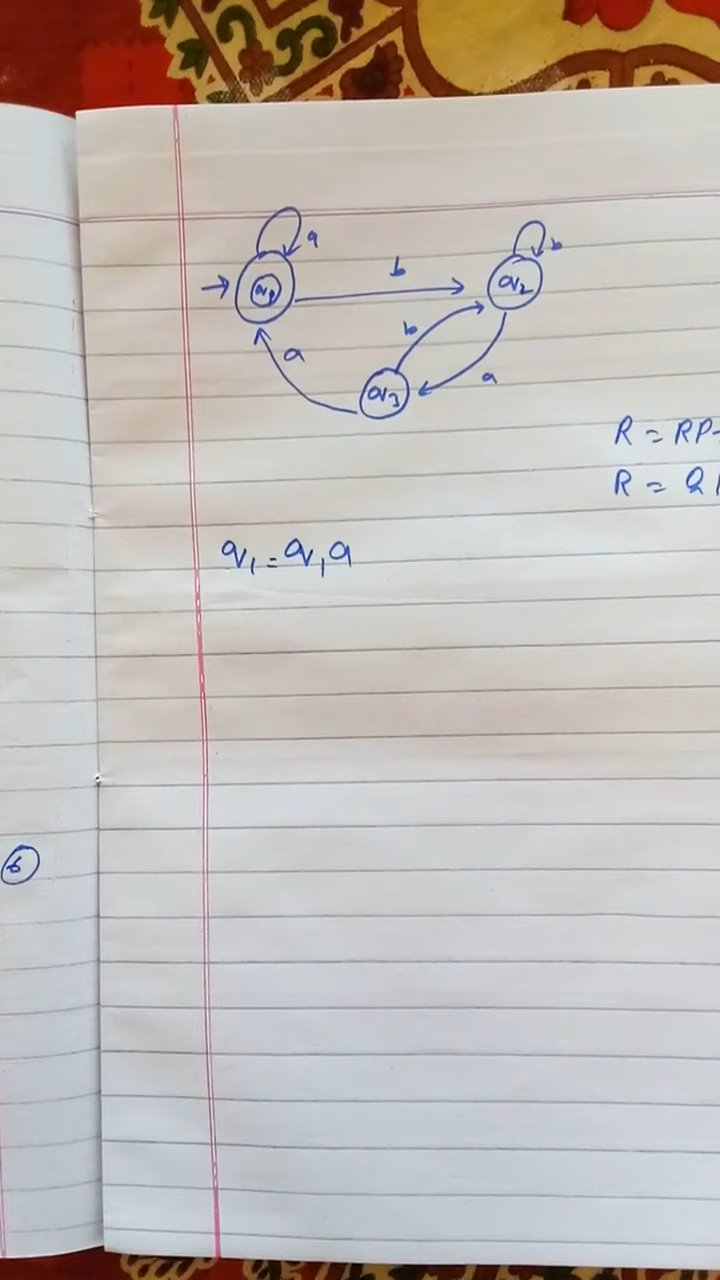 a
b
b
→ q1
q2
b
a
a
q3
R = RP+
R = Q
q1 = q1a
6